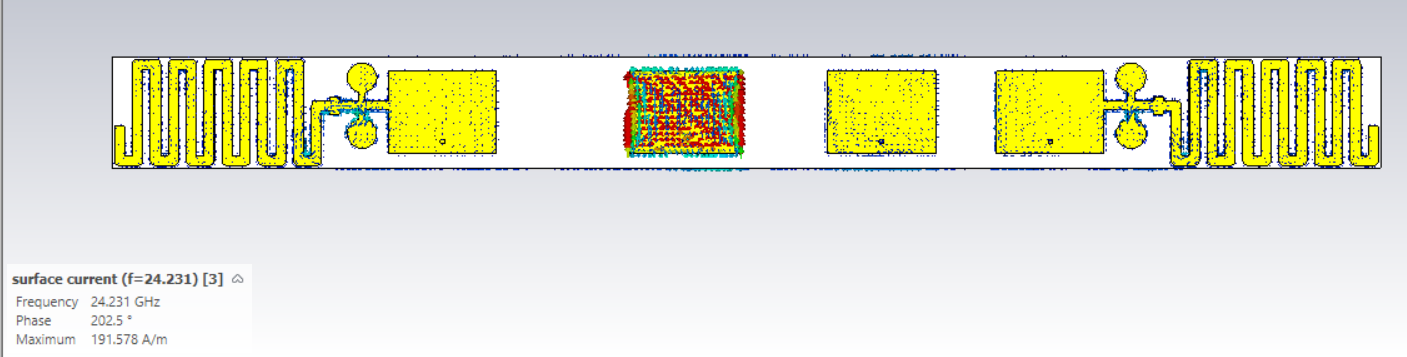 surface current (f=24.231) [3]
Frequency 24.231 GHz
Phase 202.5 °
Maximum 191.578 A/m